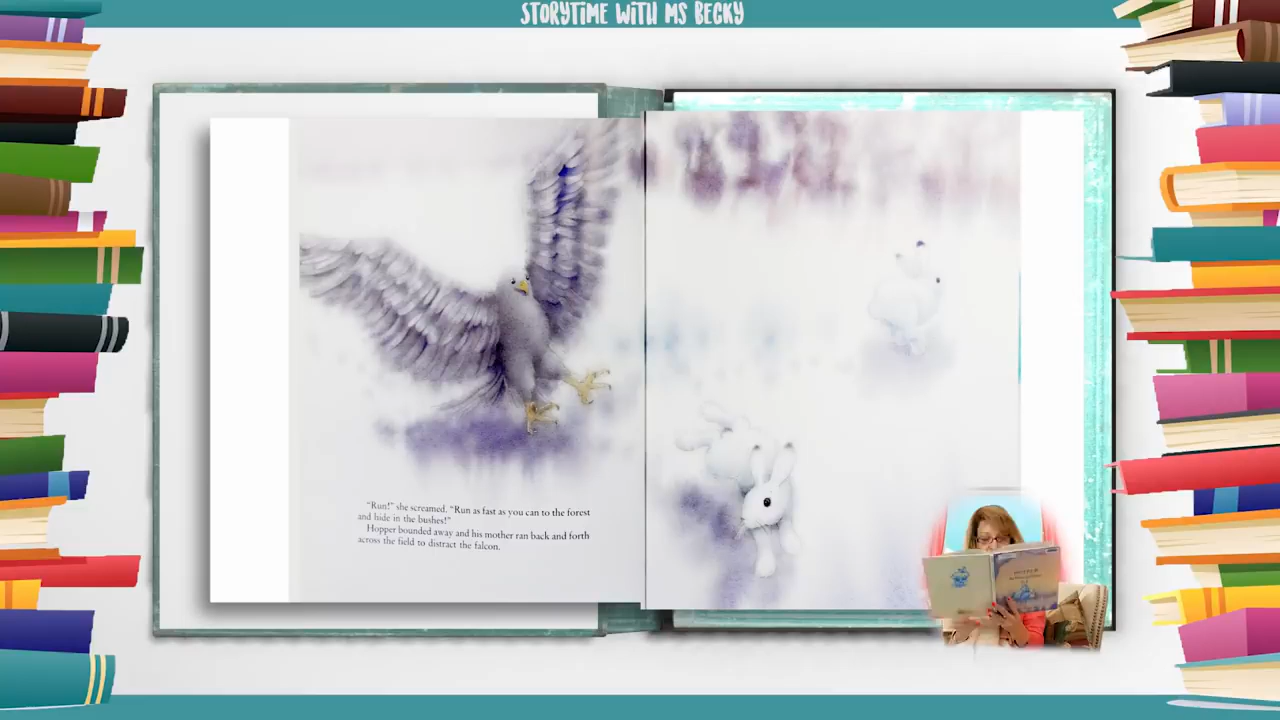 STORYTIME WITH MS BECKY
“Run!” she screamed. “Run as fast as you can to the forest
and hide in the bushes!”
Hopper bounded away and his mother ran back and forth
across the field to distract the falcon.